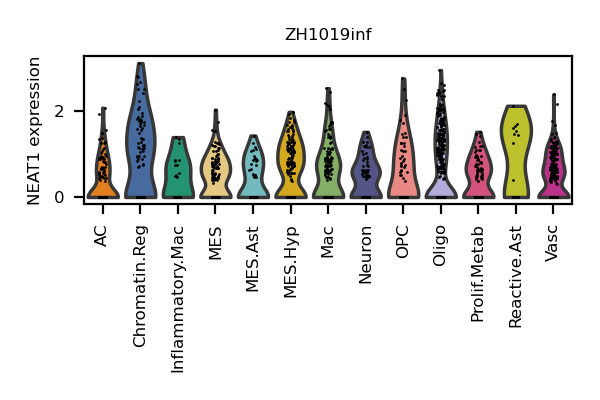 ZH1019inf
NEAT1 expression
2
0
AC
Chromatin.Reg
Inflammatory.Mac
MES
MES.Ast
MES.Hyp
Mac
Neuron
OPC
Oligo
Prolif.Metab
Reactive.Ast
Vasc